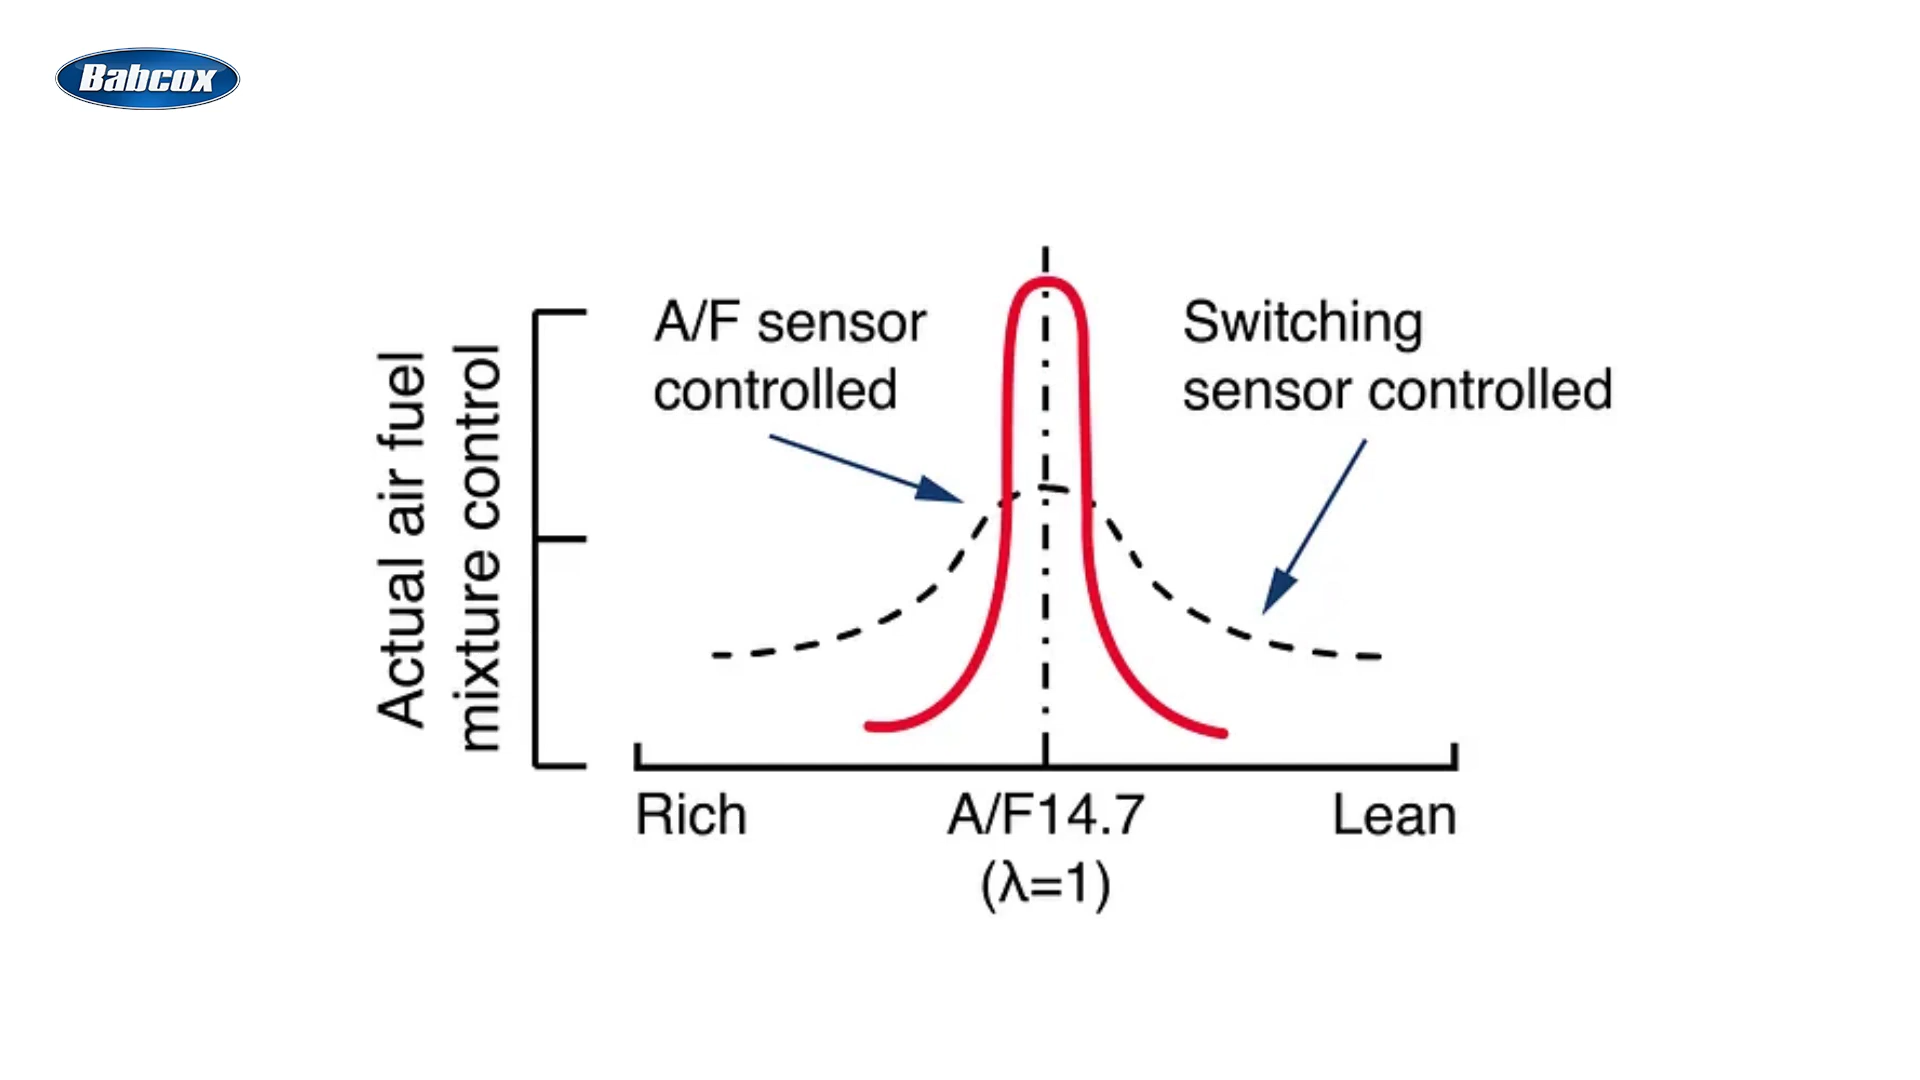 Babcox
Actual air fuel
mixture control
A/F sensor
controlled
Switching
sensor controlled
Rich
A/F14.7
(λ=1)
Lean